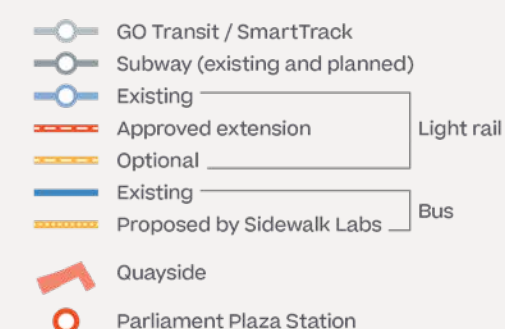 GO Transit / SmartTrack
Subway (existing and planned)
Existing
Approved extension
Light rail
Optional
Existing
Bus
Proposed by Sidewalk Labs
Quayside
Parliament Plaza Station